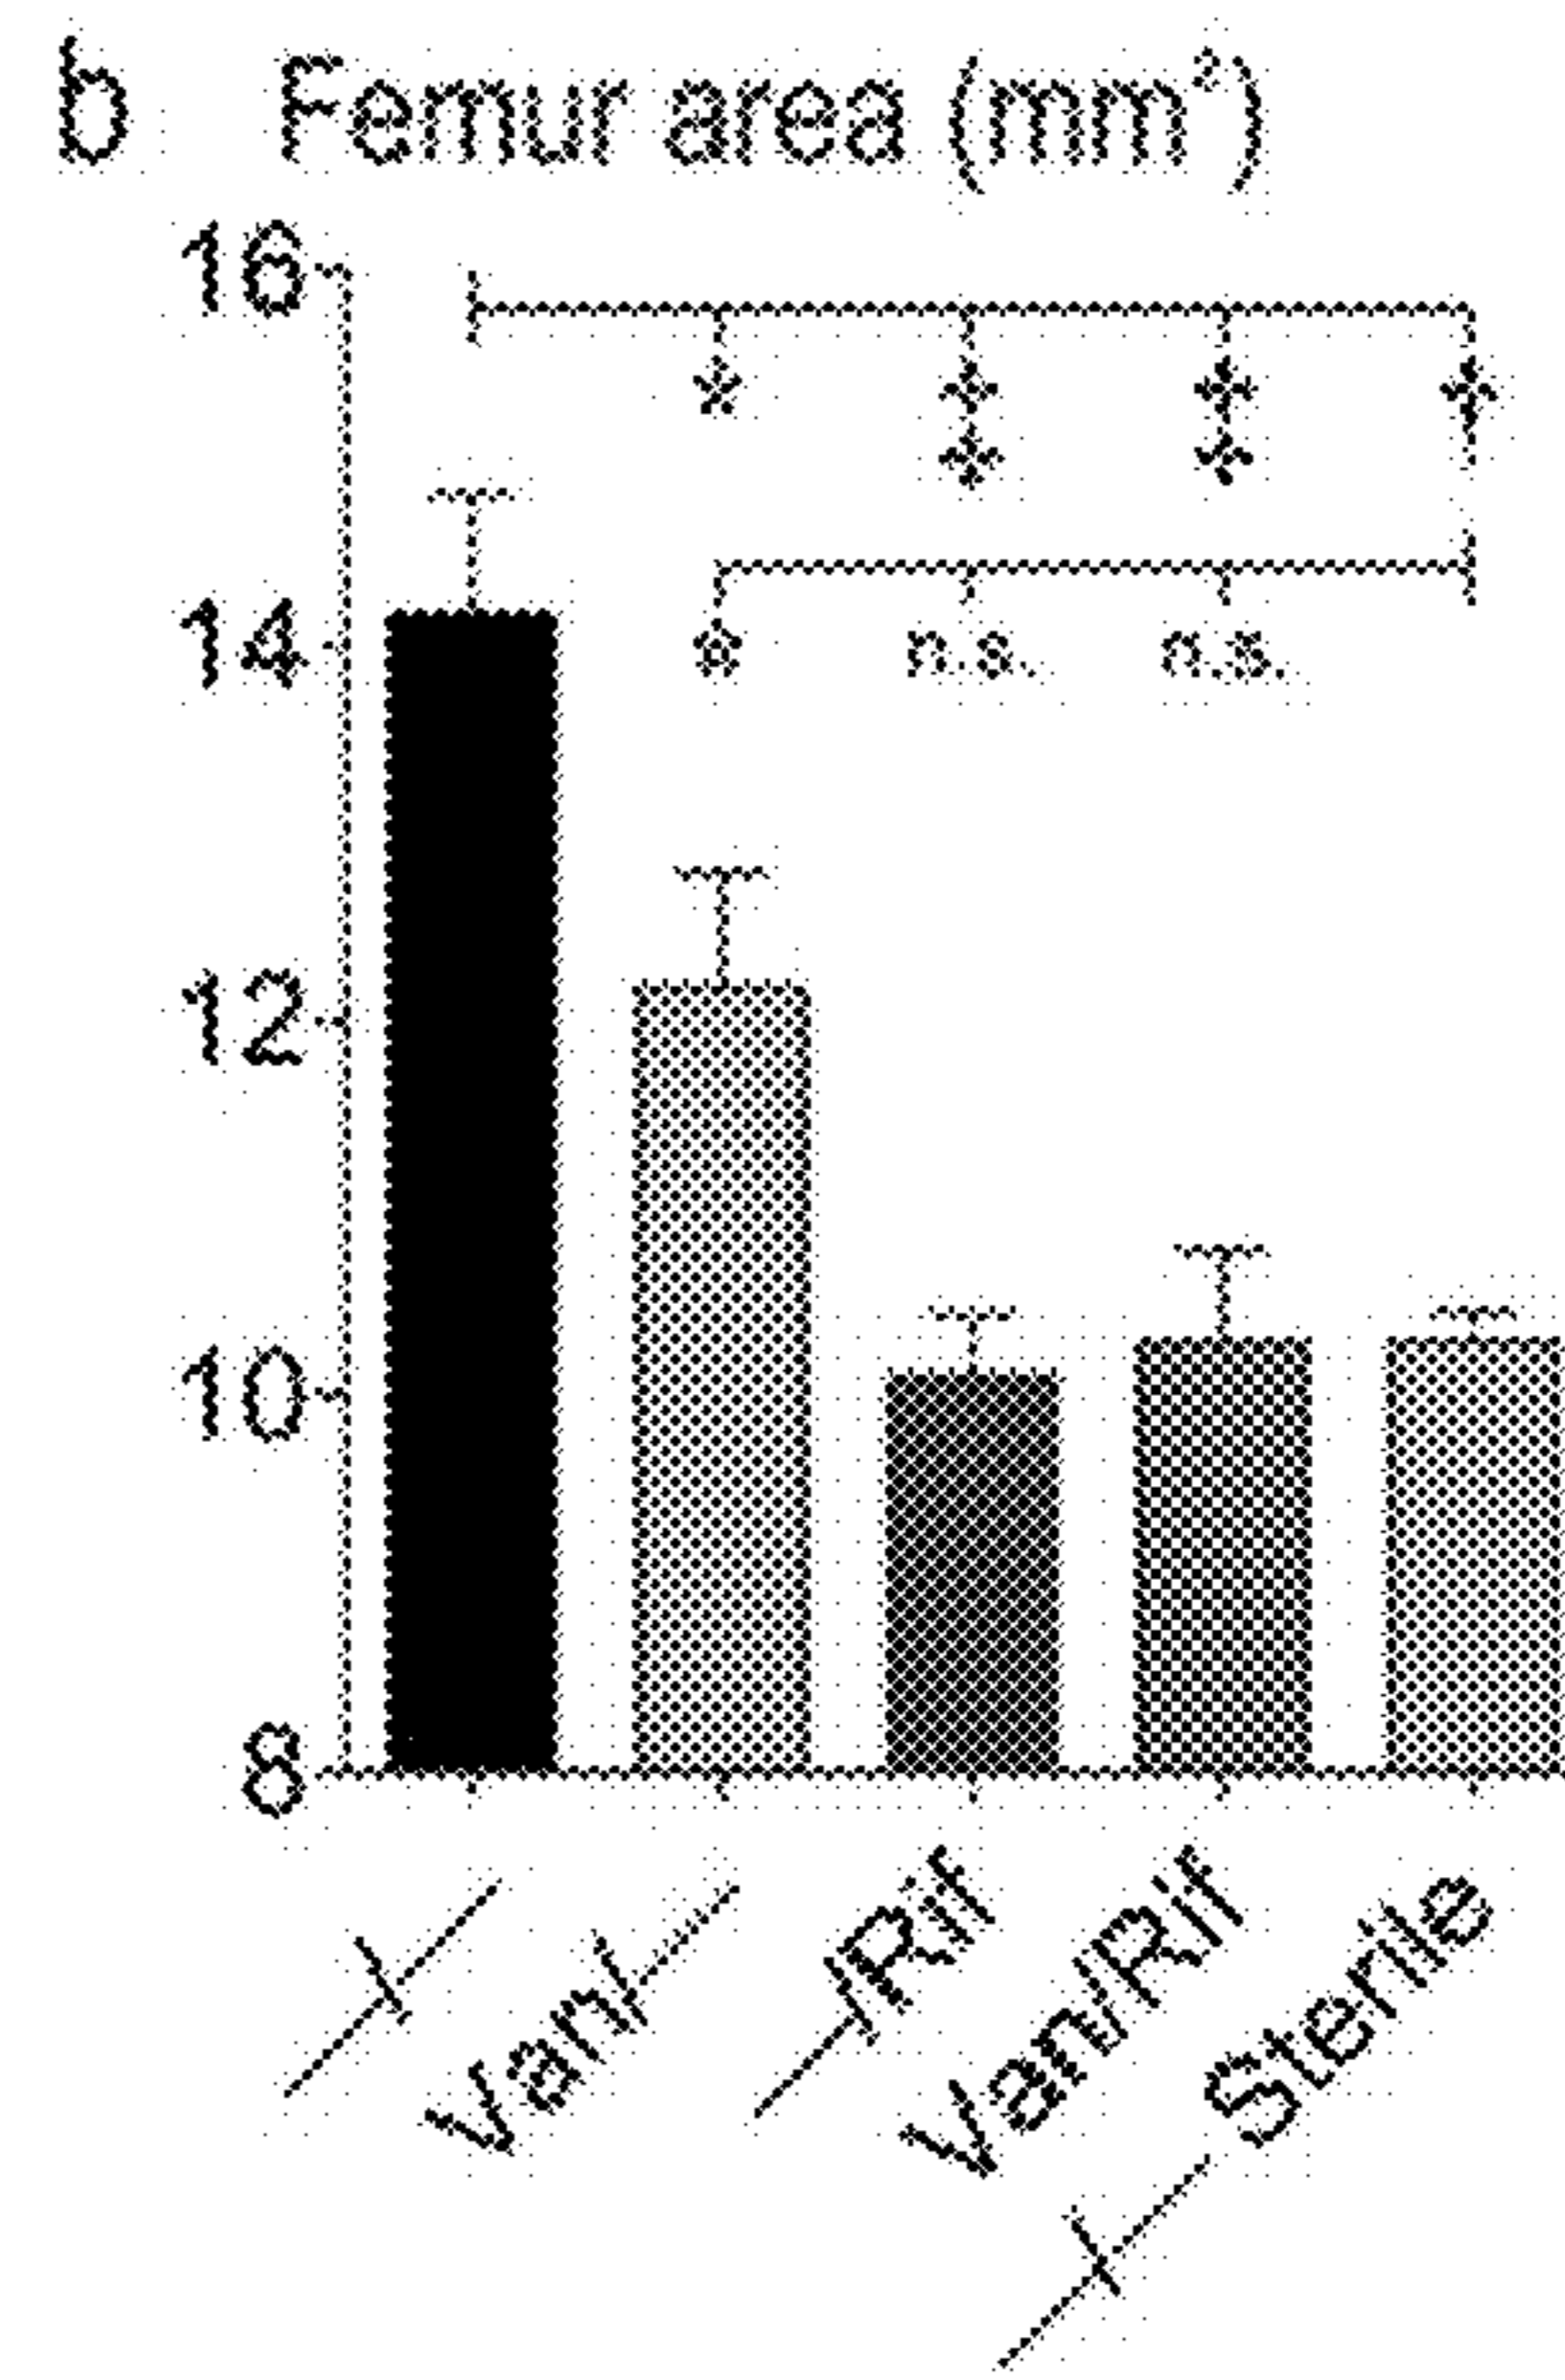 b Femur area (mm²)
16
* ** ** *
14
* n.s. n.s.
12
10
8
—/—
Van/—
—/Rif
Van/Rif
—/— Sterile